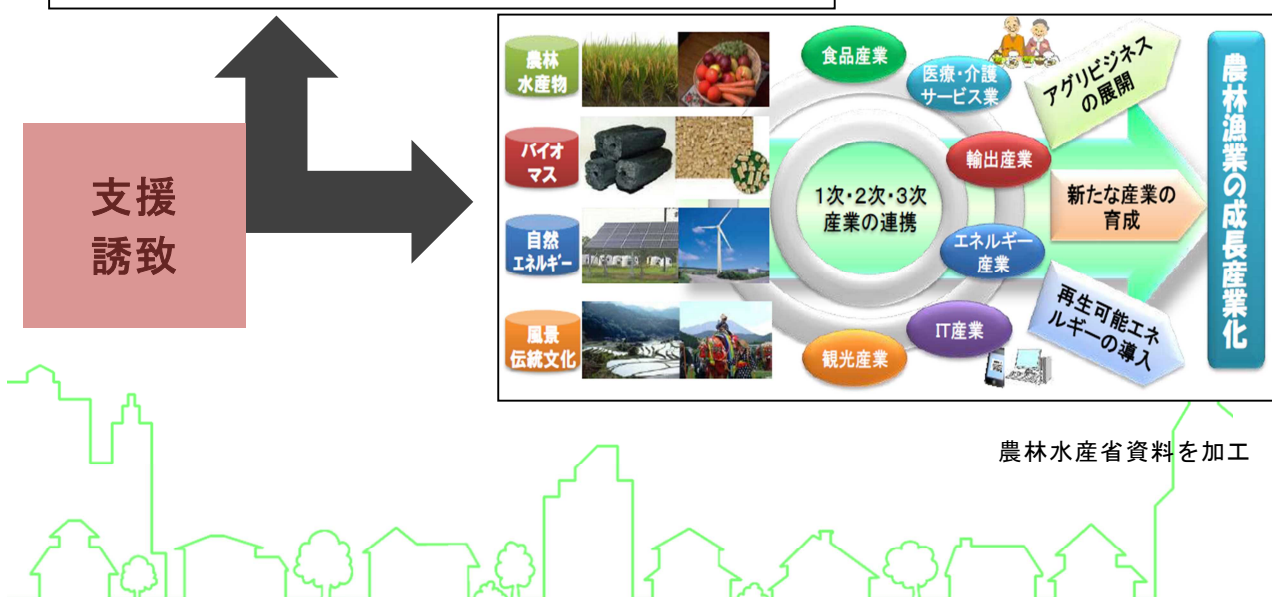 支援
誘致
農林
水産物
バイオ
マス
自然
エネルギー
風景
伝統文化
食品産業
医療・介護
サービス業
輸出産業
1次・2次・3次
産業の連携
エネルギー
産業
IT産業
観光産業
アグリビジネス
の展開
新たな産業の
育成
再生可能エネ
ルギーの導入
農林漁業の成長産業化
農林水産省資料を加工